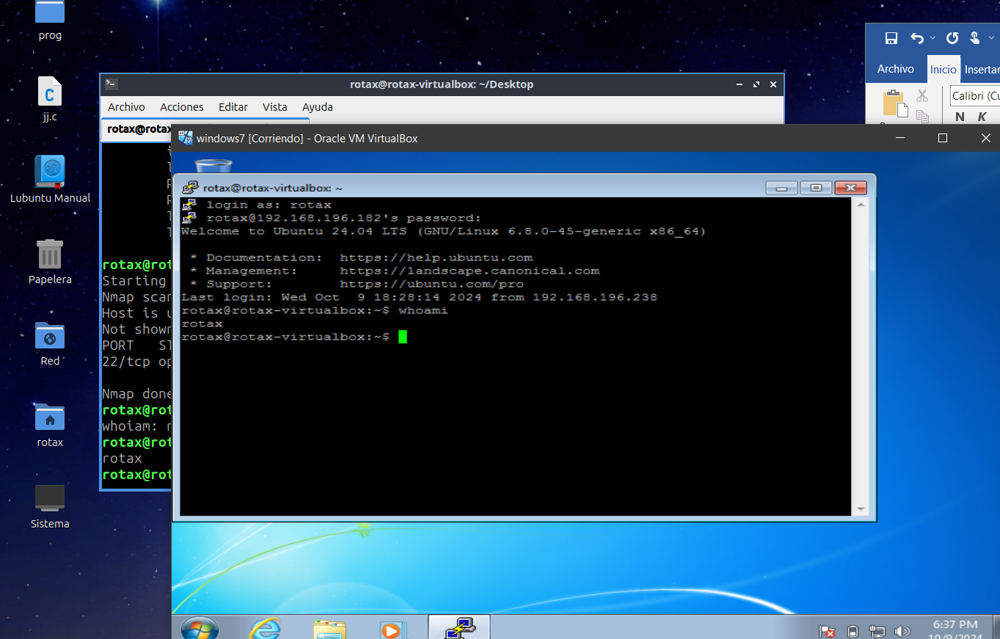 prog
jj.c
Lubuntu Manual
Papelera
Red
rotax
Sistema
rotax@rotax-virtualbox: ~/Desktop
Archivo Acciones Editar Vista Ayuda
rotax@rotax
rotax@rot
Starting
Nmap scan
Host is u
Not shown
PORT ST
22/tcp op
Nmap done
rotax@rot
whoiam:
rotax@rot
rotax
rotax@rot
Archivo Inicio Insertar
Calibri (Cu
N K
windows7 [Corriendo] - Oracle VM VirtualBox
rotax@rotax-virtualbox: ~
login as: rotax
rotax@192.168.196.182's password:
Welcome to Ubuntu 24.04 LTS (GNU/Linux 6.8.0-45-generic x86_64)
* Documentation: https://help.ubuntu.com
* Management: https://landscape.canonical.com
* Support: https://ubuntu.com/pro
Last login: Wed Oct 9 18:28:14 2024 from 192.168.196.238
rotax@rotax-virtualbox:~$ whoami
rotax
rotax@rotax-virtualbox:~$
6:37 PM
10/9/2024